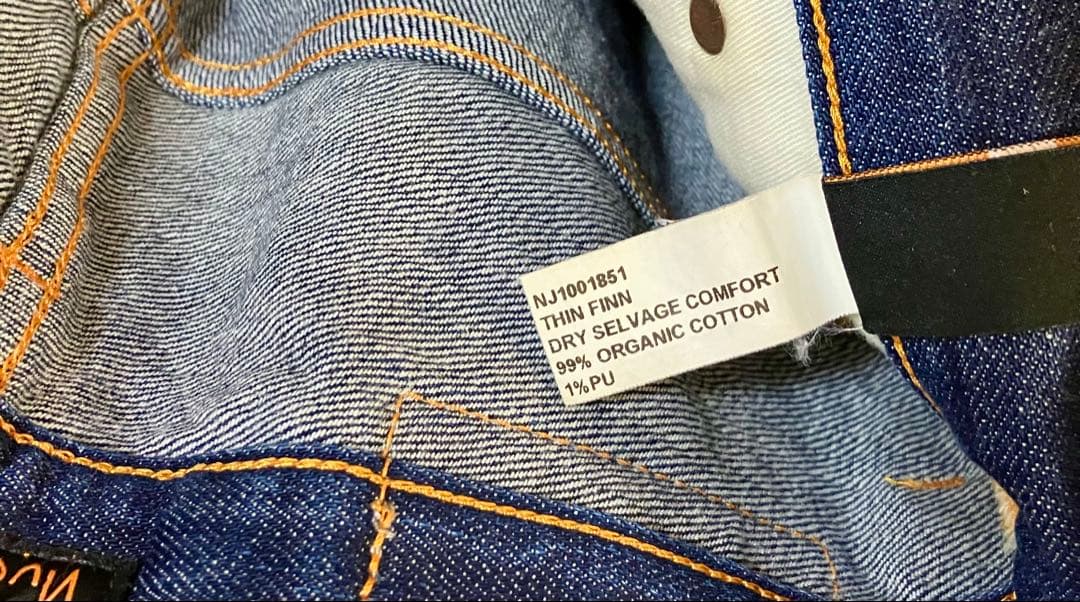 NJ1001851
THIN FINN
DRY SELVAGE COMFORT
99% ORGANIC COTTON
1%PU